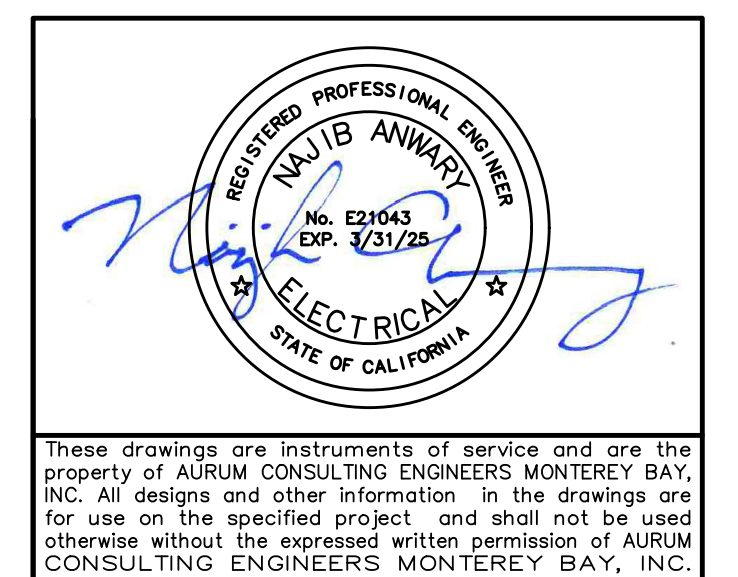 REGISTERED PROFESSIONAL ENGINEER
NAJIB ANWARY
No. E21043
EXP. 3/31/25
ELECTRICAL
STATE OF CALIFORNIA
These drawings are instruments of service and are the
property of AURUM CONSULTING ENGINEERS MONTEREY BAY,
INC. All designs and other information in the drawings are
for use on the specified project and shall not be used
otherwise without the expressed written permission of AURUM
CONSULTING ENGINEERS MONTEREY BAY, INC.